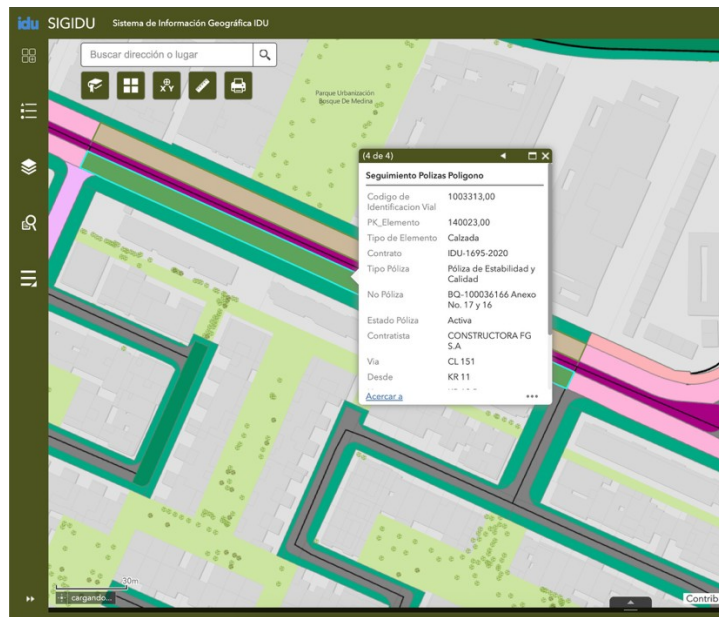 idu SIGIDU Sistema de Información Geográfica IDU
Buscar dirección o lugar
X Y
Parque Urbanización
Bosque De Medina
(4 de 4)
Seguimiento Polizas Poligono
Codigo de Identificacion Vial 1003313,00
PK_Elemento 140023,00
Tipo de Elemento Calzada
Contrato IDU-1695-2020
Tipo Póliza Póliza de Estabilidad y Calidad
No Póliza BQ-100036166 Anexo No. 17 y 16
Estado Póliza Activa
Contratista CONSTRUCTORA FG S.A
Via CL 151
Desde KR 11
Acercar a
30m
cargando...
Contrib